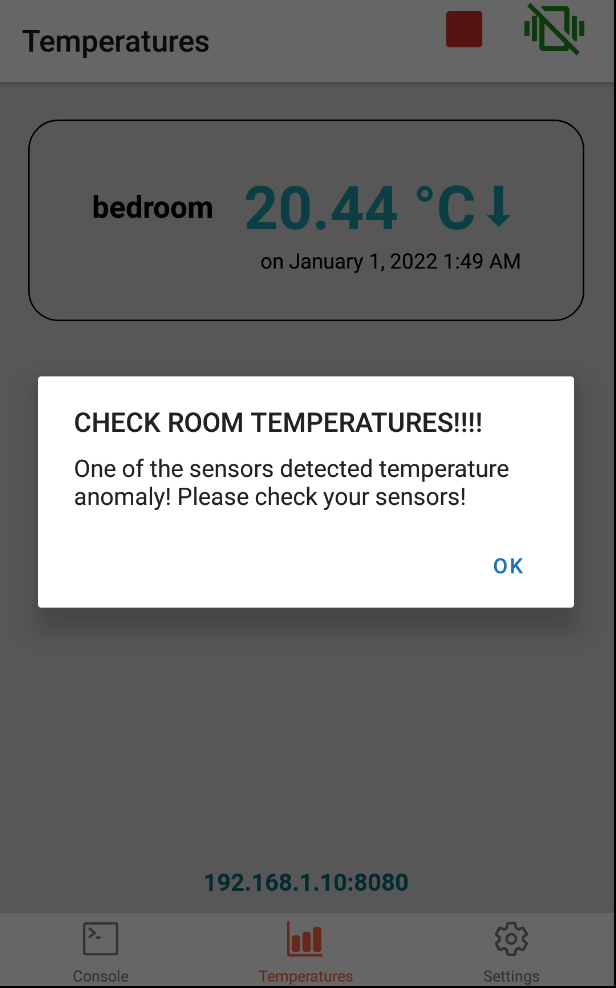 Temperatures
bedroom 20.44 °C↓
on January 1, 2022 1:49 AM
CHECK ROOM TEMPERATURES!!!!
One of the sensors detected temperature
anomaly! Please check your sensors!
OK
192.168.1.10:8080
Console Temperatures Settings